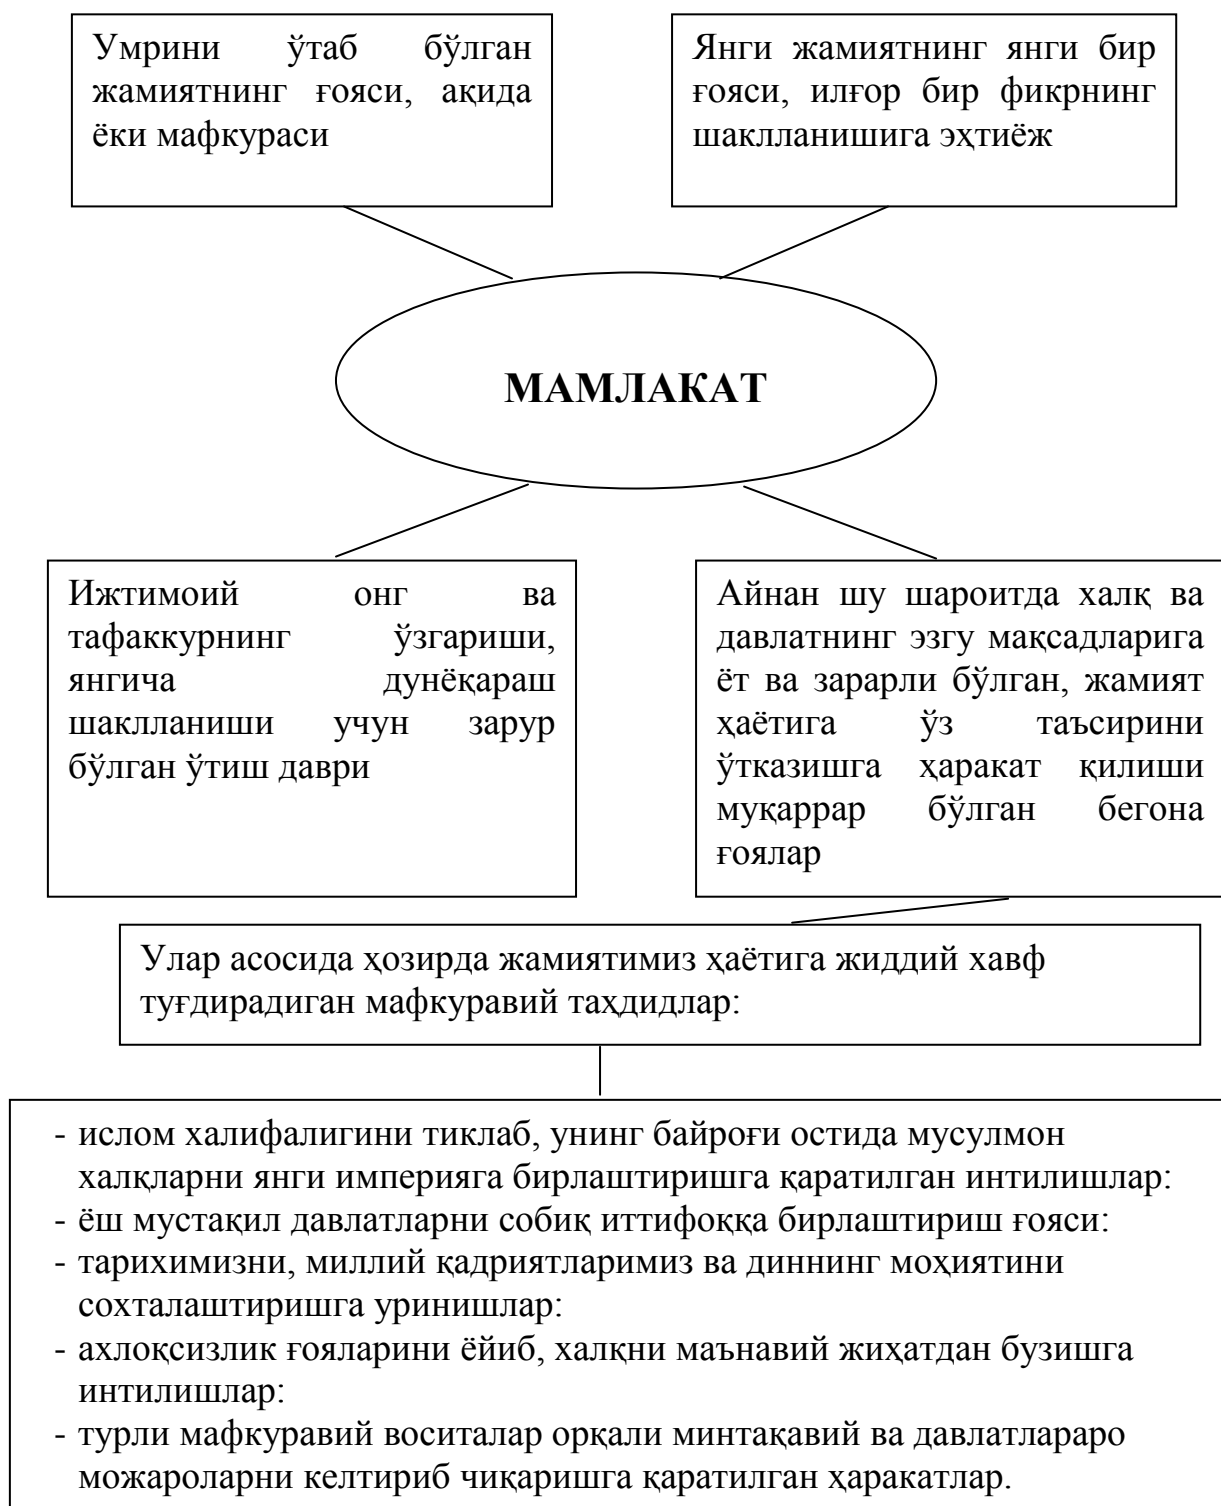 Умрини ўтаб бўлган
жамиятнинг ғояси, ақида
ёки мафкураси
Янги жамиятнинг янги бир
ғояси, илғор бир фикрнинг
шаклланишига эҳтиёж
МАМЛАКАТ
Ижтимоий онг ва
тафаккурнинг ўзгариши,
янгича дунёқараш
шаклланиши учун зарур
бўлган ўтиш даври
Айнан шу шароитда халқ ва
давлатнинг эзгу мақсадларига
ёт ва зарарли бўлган, жамият
ҳаётига ўз таъсирини
ўтказишга ҳаракат қилиши
муқаррар бўлган бегона
ғоялар
Улар асосида ҳозирда жамиятимиз ҳаётига жиддий хавф
туғдирадиган мафкуравий таҳдидлар:
- ислом халифалигини тиклаб, унинг байроғи остида мусулмон
халқларни янги империяга бирлаштиришга қаратилган интилишлар:
- ёш мустақил давлатларни собиқ иттифоққа бирлаштириш ғояси:
- тарихимизни, миллий қадриятларимиз ва диннинг моҳиятини
сохталаштиришга уринишлар:
- ахлоқсизлик ғояларини ёйиб, халқни маънавий жиҳатдан бузишга
интилишлар:
- турли мафкуравий воситалар орқали минтақавий ва давлатлараро
можароларни келтириб чиқаришга қаратилган ҳаракатлар.